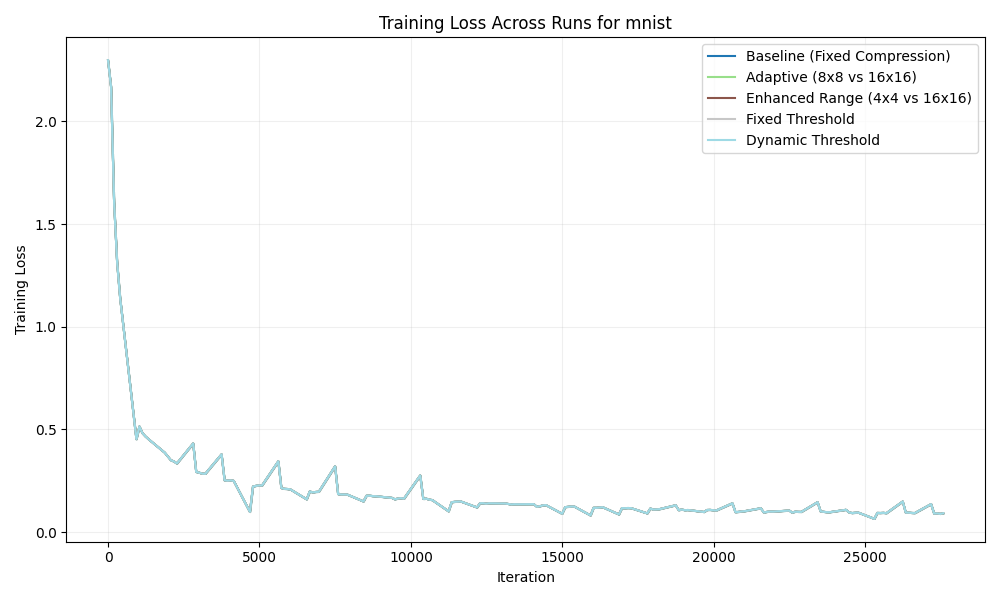 Training Loss Across Runs for mnist
Baseline (Fixed Compression)
Adaptive (8x8 vs 16x16)
Enhanced Range (4x4 vs 16x16)
Fixed Threshold
Dynamic Threshold
Training Loss
2.0
1.5
1.0
0.5
0.0
0 5000 10000 15000 20000 25000
Iteration